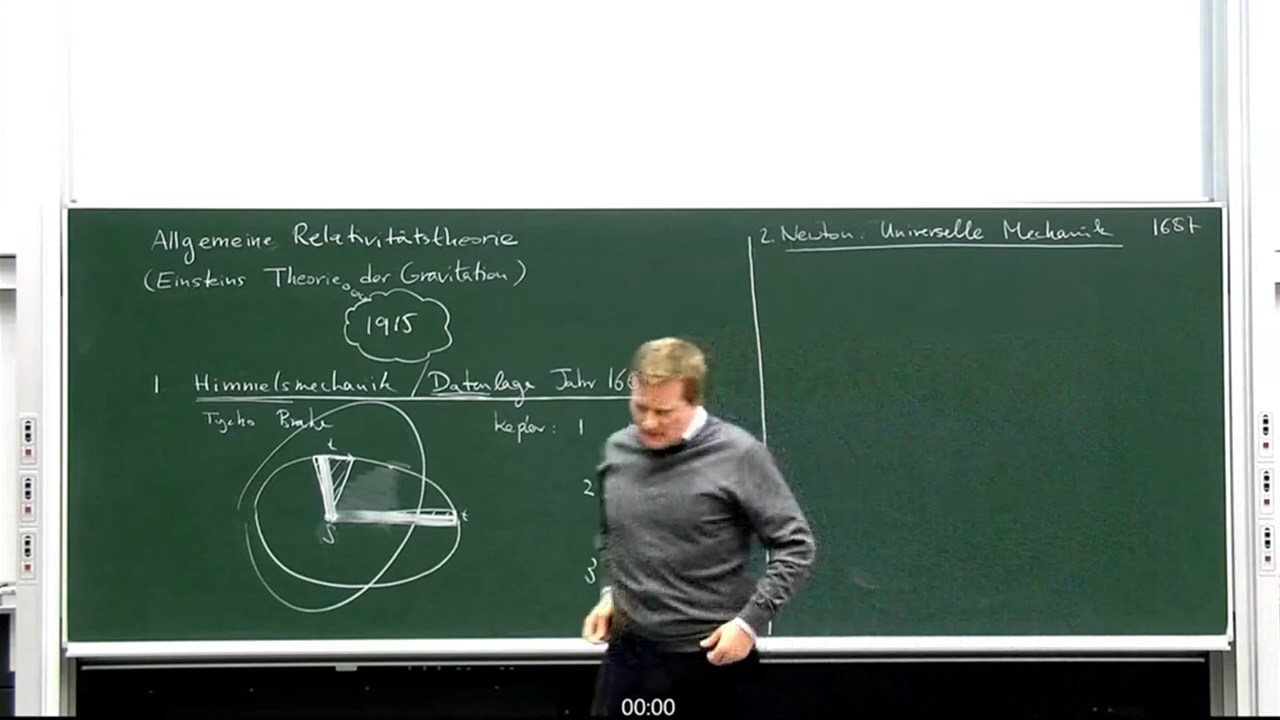 Allgemeine Relativitätstheorie
(Einsteins Theorie der Gravitation)
1915
1. Himmelsmechanik / Datenlage Jahr 16
Tycho Brahe
Kepler: 1
2
3
t
S
t
2. Newton: Universelle Mechanik 1687
00:00